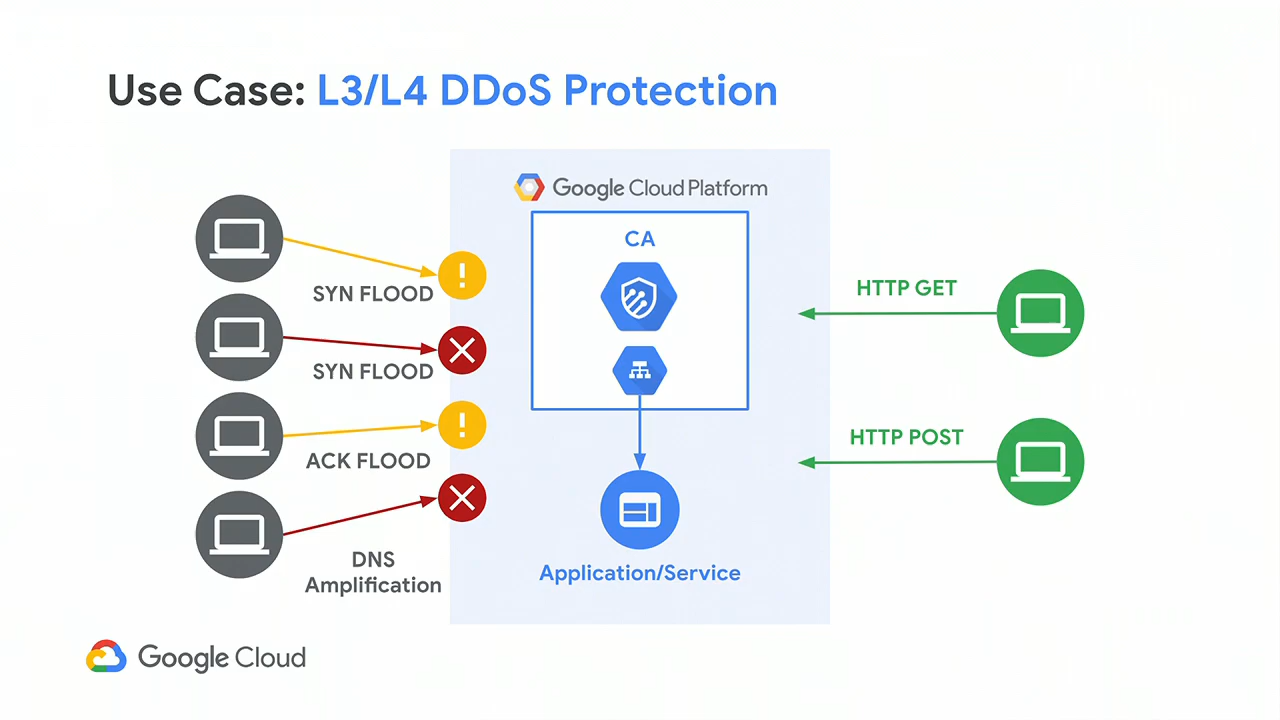 Use Case: L3/L4 DDoS Protection
Google Cloud Platform
CA
SYN FLOOD
SYN FLOOD
ACK FLOOD
DNS
Amplification
HTTP GET
HTTP POST
Application/Service
Google Cloud